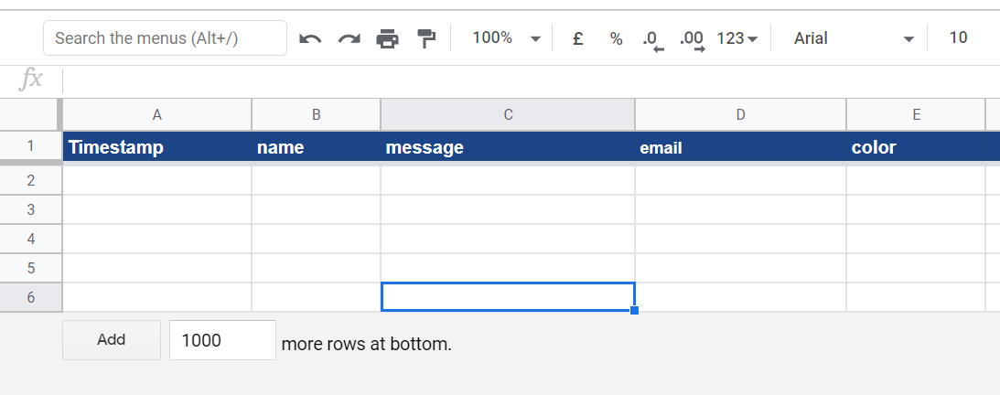 Search the menus (Alt+/) 100% £ % .0 .00 123 Arial 10
fx
A B C D E
1 Timestamp name message email color
2
3
4
5
6
Add 1000 more rows at bottom.